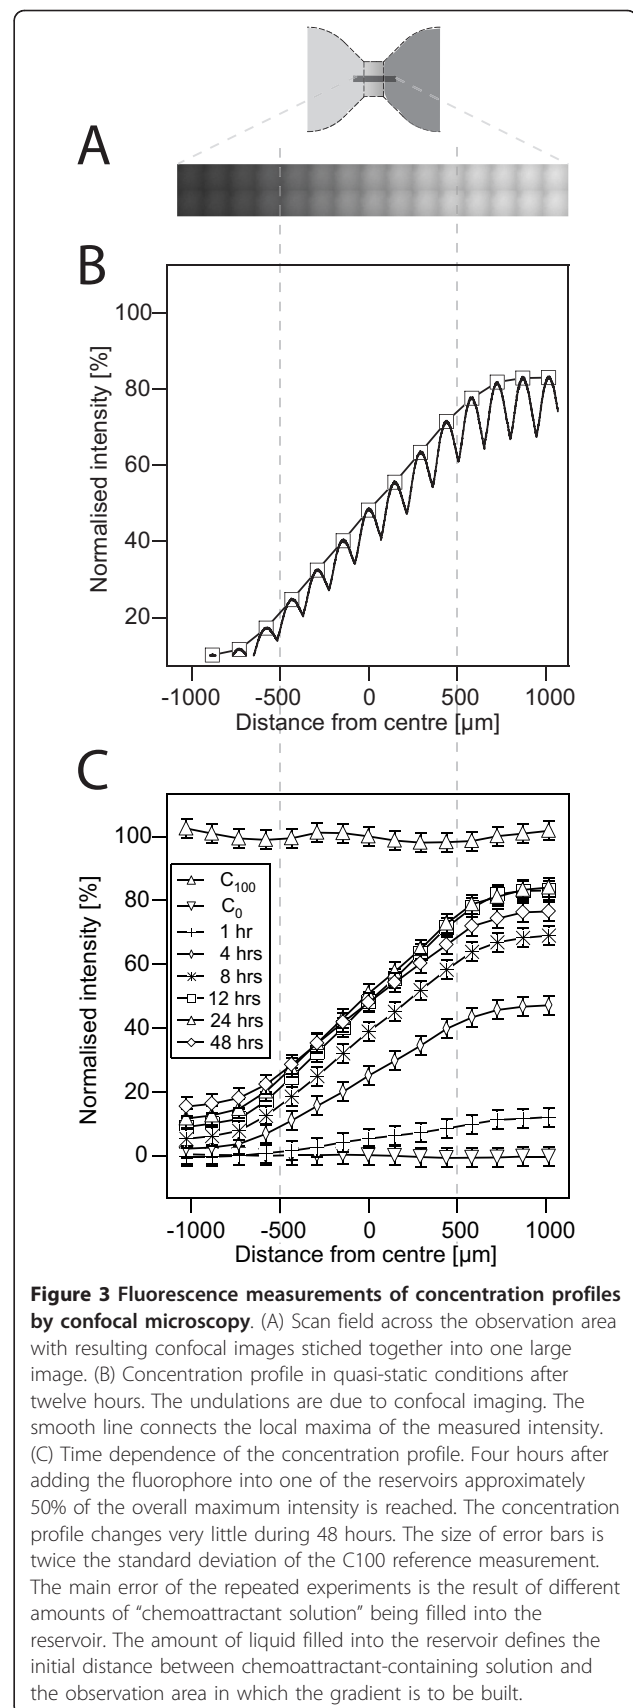 A
B
100
80
60
40
20
Normalised intensity [%]
-1000 -500 0 500 1000
Distance from centre [µm]
C
100
80
60
40
20
0
Normalised intensity [%]
C100
C0
1 hr
4 hrs
8 hrs
12 hrs
24 hrs
48 hrs
-1000 -500 0 500 1000
Distance from centre [µm]
Figure 3 Fluorescence measurements of concentration profiles
by confocal microscopy. (A) Scan field across the observation area
with resulting confocal images stiched together into one large
image. (B) Concentration profile in quasi-static conditions after
twelve hours. The undulations are due to confocal imaging. The
smooth line connects the local maxima of the measured intensity.
(C) Time dependence of the concentration profile. Four hours after
adding the fluorophore into one of the reservoirs approximately
50% of the overall maximum intensity is reached. The concentration
profile changes very little during 48 hours. The size of error bars is
twice the standard deviation of the C100 reference measurement.
The main error of the repeated experiments is the result of different
amounts of "chemoattractant solution" being filled into the
reservoir. The amount of liquid filled into the reservoir defines the
initial distance between chemoattractant-containing solution and
the observation area in which the gradient is to be built.